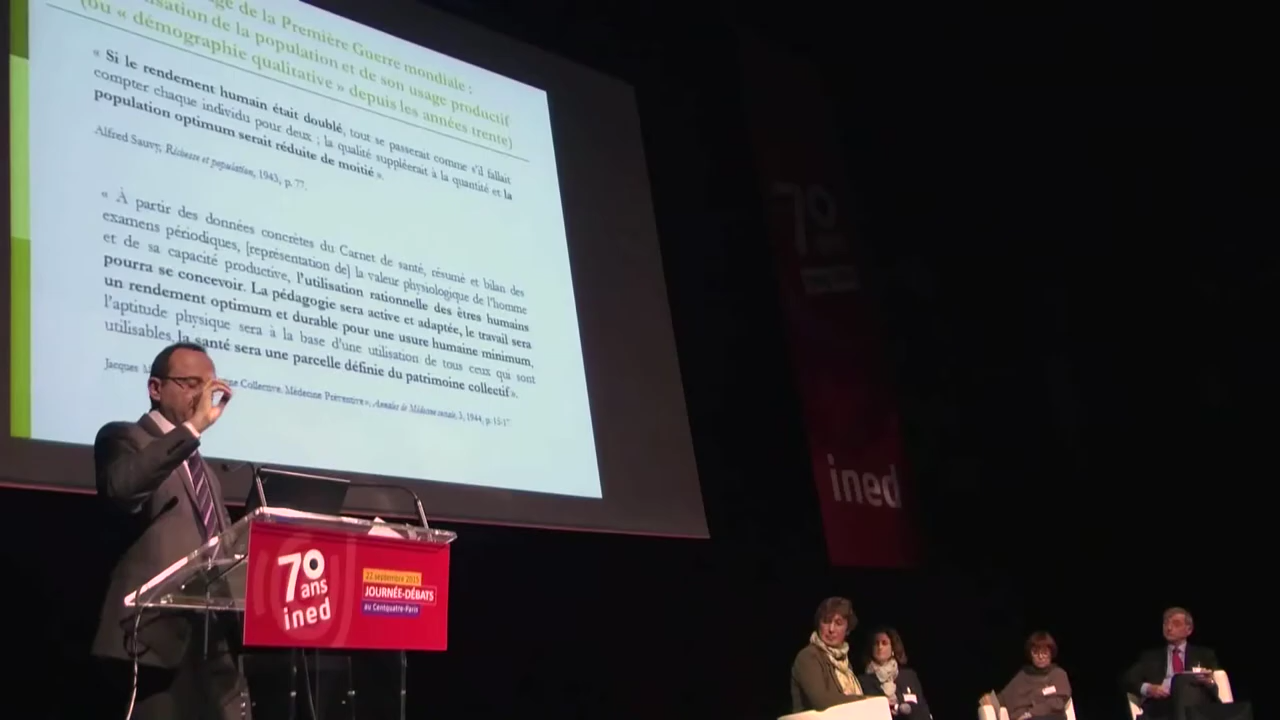 ge de la Première Guerre mondiale :
isation de la population et de son usage productif
(ou « démographie qualitative » depuis les années trente)
« Si le rendement humain était doublé, tout se passerait comme s'il fallait
compter chaque individu pour deux ; la qualité suppléerait à la quantité et la
population optimum serait réduite de moitié ».
Alfred Sauvy, Richesse et population, 1943, p. 77.
« À partir des données concrètes du Carnet de santé, résumé et bilan des
examens périodiques, [représentation de] la valeur physiologique de l'homme
et de sa capacité productive, l'utilisation rationnelle des êtres humains
pourra se concevoir. La pédagogie sera active et adaptée, le travail sera
un rendement optimum et durable pour une usure humaine minimum,
l'aptitude physique sera à la base d'une utilisation de tous ceux qui sont
utilisables, la santé sera une parcelle définie du patrimoine collectif ».
Jacques M ine Collective, Médecine Préventive », Annales de Médecine sociale, 3, 1944, p. 15-17
70
ans
ined
22 septembre 2015
JOURNÉE-DÉBATS
au Centquatre-Paris
70
ans
ined